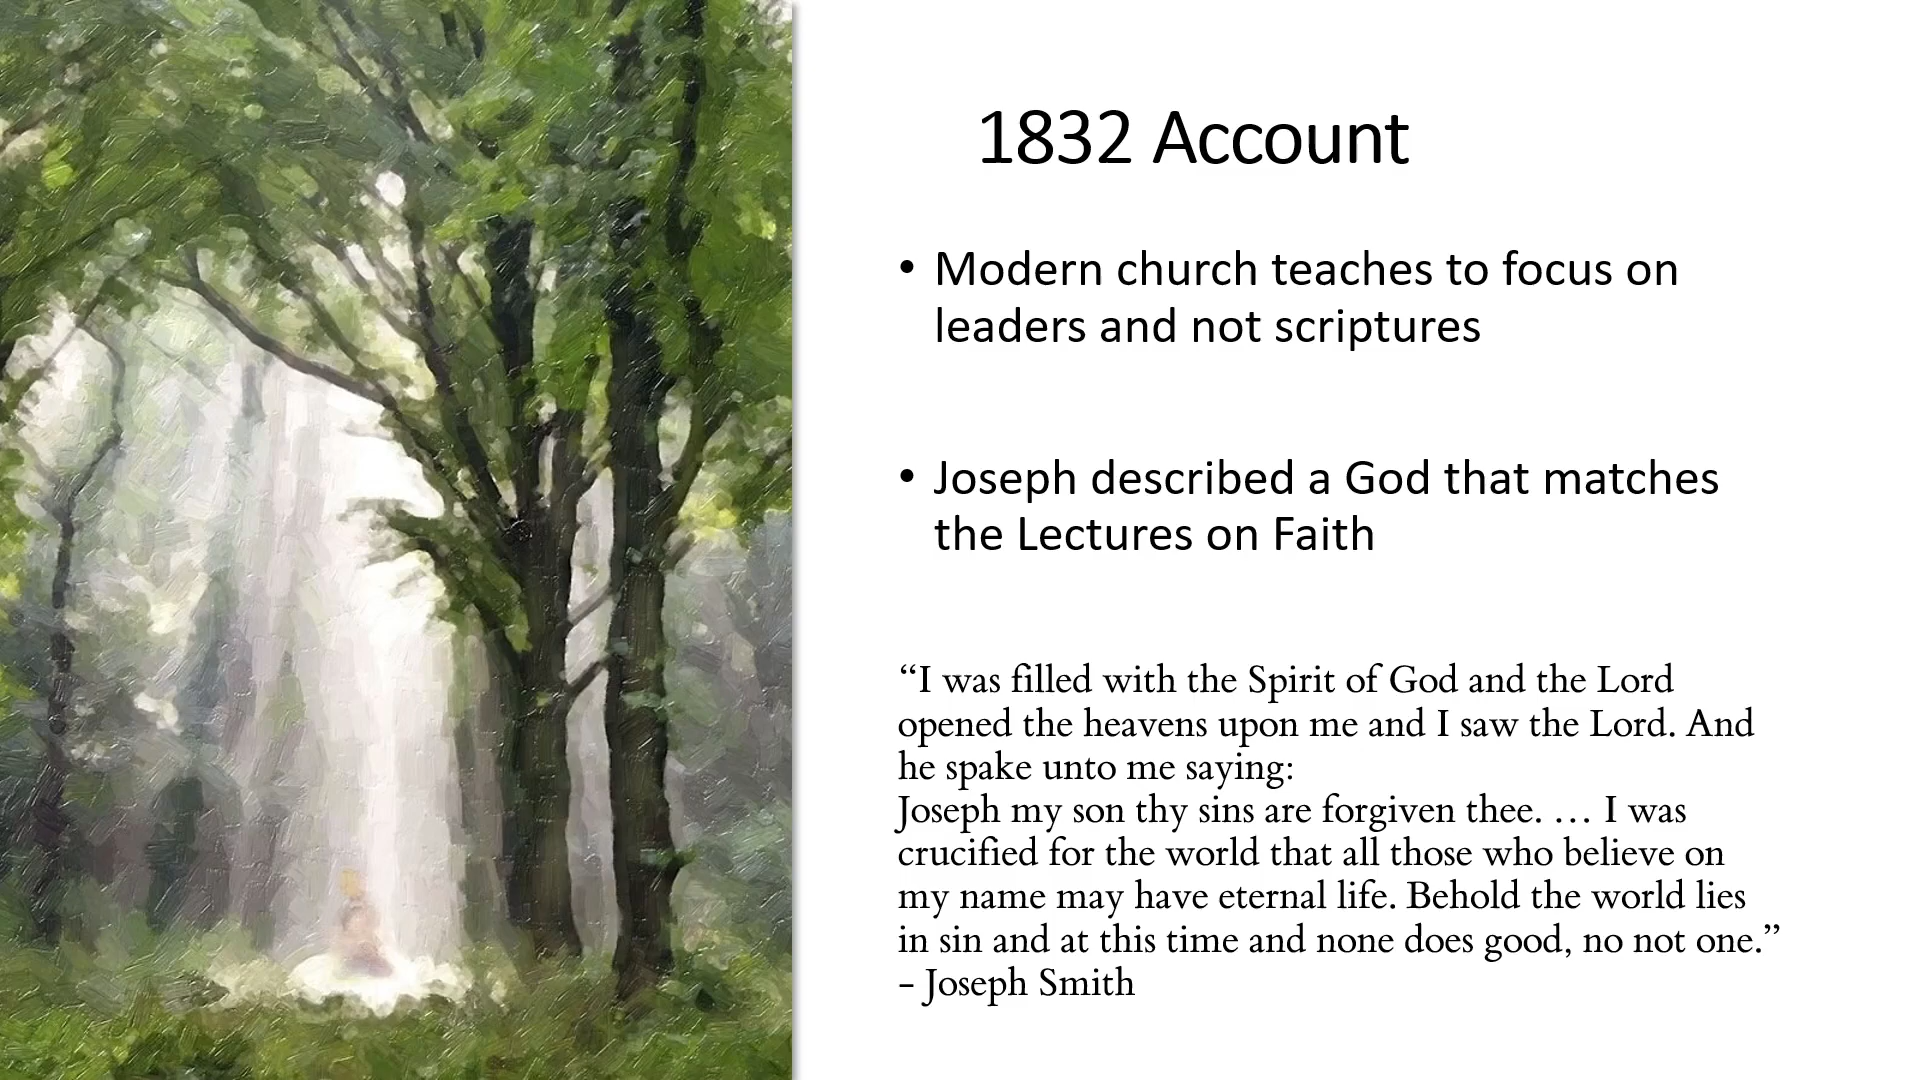 1832 Account
• Modern church teaches to focus on
leaders and not scriptures
• Joseph described a God that matches
the Lectures on Faith
“I was filled with the Spirit of God and the Lord
opened the heavens upon me and I saw the Lord. And
he spake unto me saying:
Joseph my son thy sins are forgiven thee. … I was
crucified for the world that all those who believe on
my name may have eternal life. Behold the world lies
in sin and at this time and none does good, no not one.”
– Joseph Smith